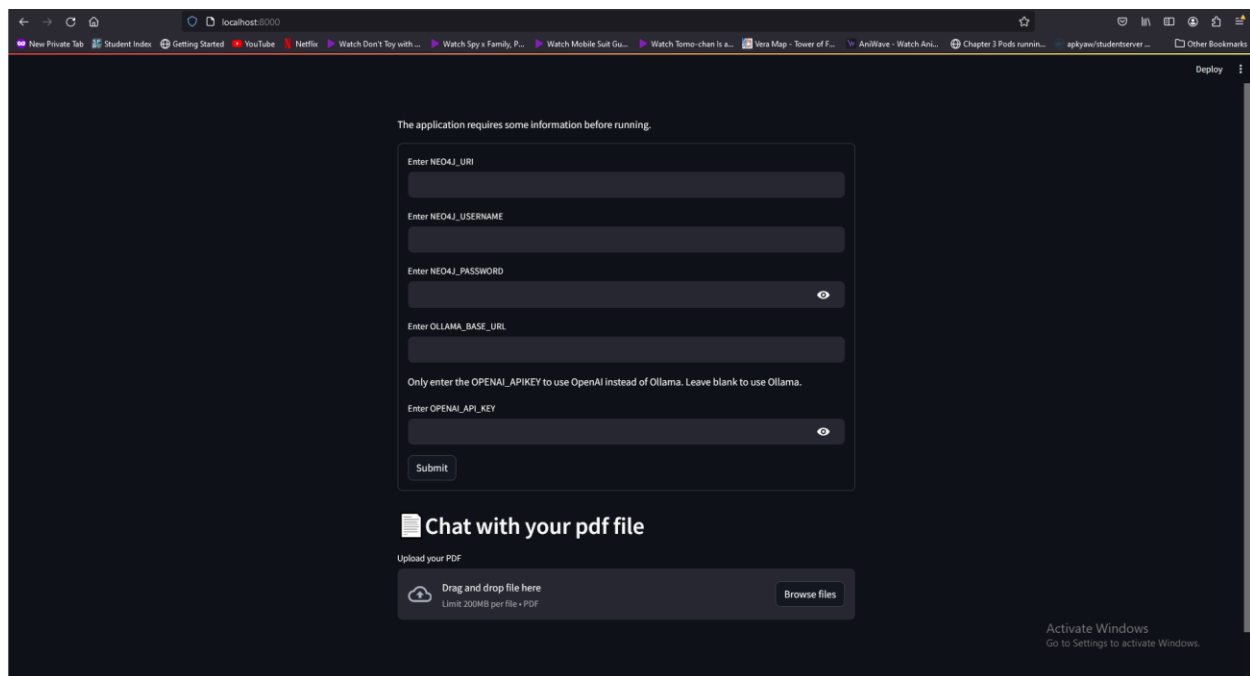 localhost:8000
New Private Tab Student Index Getting Started YouTube Netflix Watch Don't Toy with ... Watch Spy x Family, P... Watch Mobile Suit Gu... Watch Tomo-chan Is a... Vera Map - Tower of F... AniWave - Watch Ani... Chapter 3 Pods runnin... apkyaw/studentserver ... Other Bookmarks
Deploy
The application requires some information before running.
Enter NEO4J_URI
Enter NEO4J_USERNAME
Enter NEO4J_PASSWORD
Enter OLLAMA_BASE_URL
Only enter the OPENAI_APIKEY to use OpenAI instead of Ollama. Leave blank to use Ollama.
Enter OPENAI_API_KEY
Submit
Chat with your pdf file
Upload your PDF
Drag and drop file here
Limit 200MB per file • PDF
Browse files
Activate Windows
Go to Settings to activate Windows.